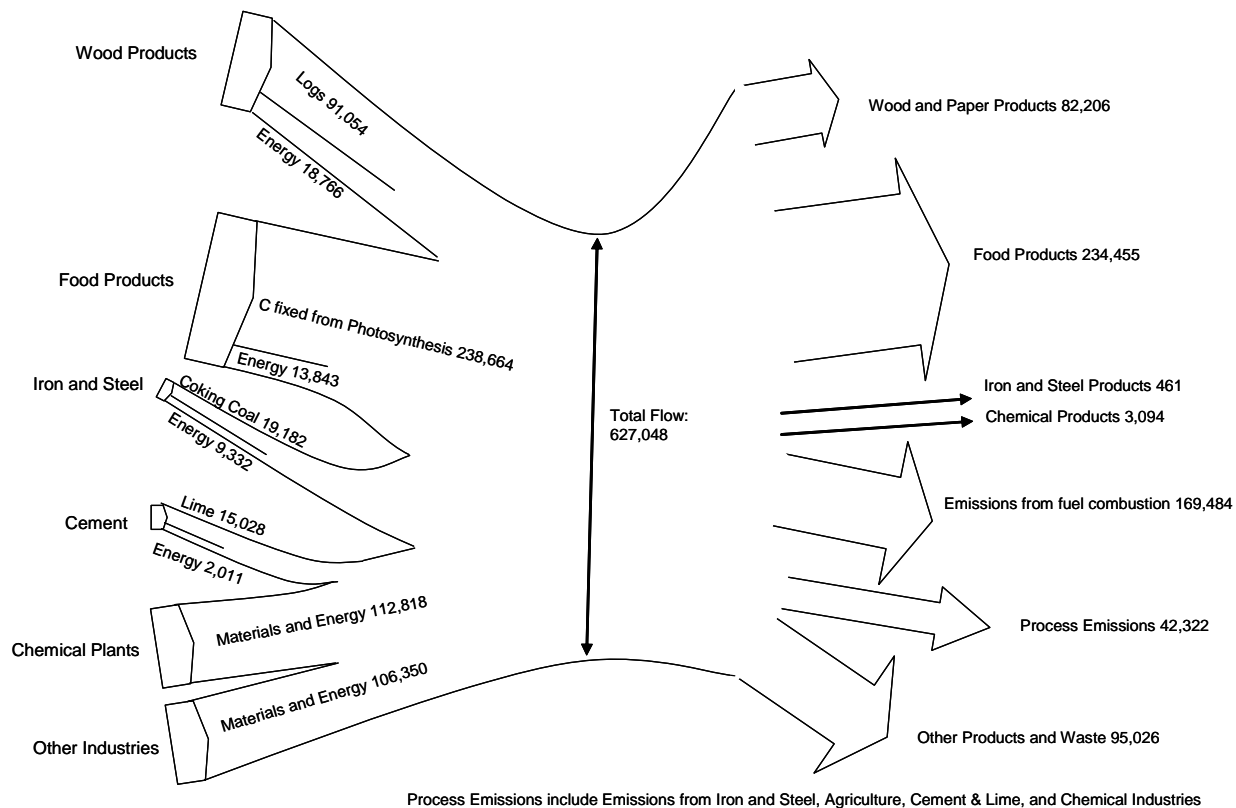 Wood Products
Logs 91,054
Energy 18,766
Food Products
C fixed from Photosynthesis 238,664
Energy 13,843
Iron and Steel
Coking Coal 19,182
Energy 9,332
Cement
Lime 15,028
Energy 2,011
Chemical Plants
Materials and Energy 112,818
Other Industries
Materials and Energy 106,350
Total Flow:
627,048
Wood and Paper Products 82,206
Food Products 234,455
Iron and Steel Products 461
Chemical Products 3,094
Emissions from fuel combustion 169,484
Process Emissions 42,322
Other Products and Waste 95,026
Process Emissions include Emissions from Iron and Steel, Agriculture, Cement & Lime, and Chemical Industries